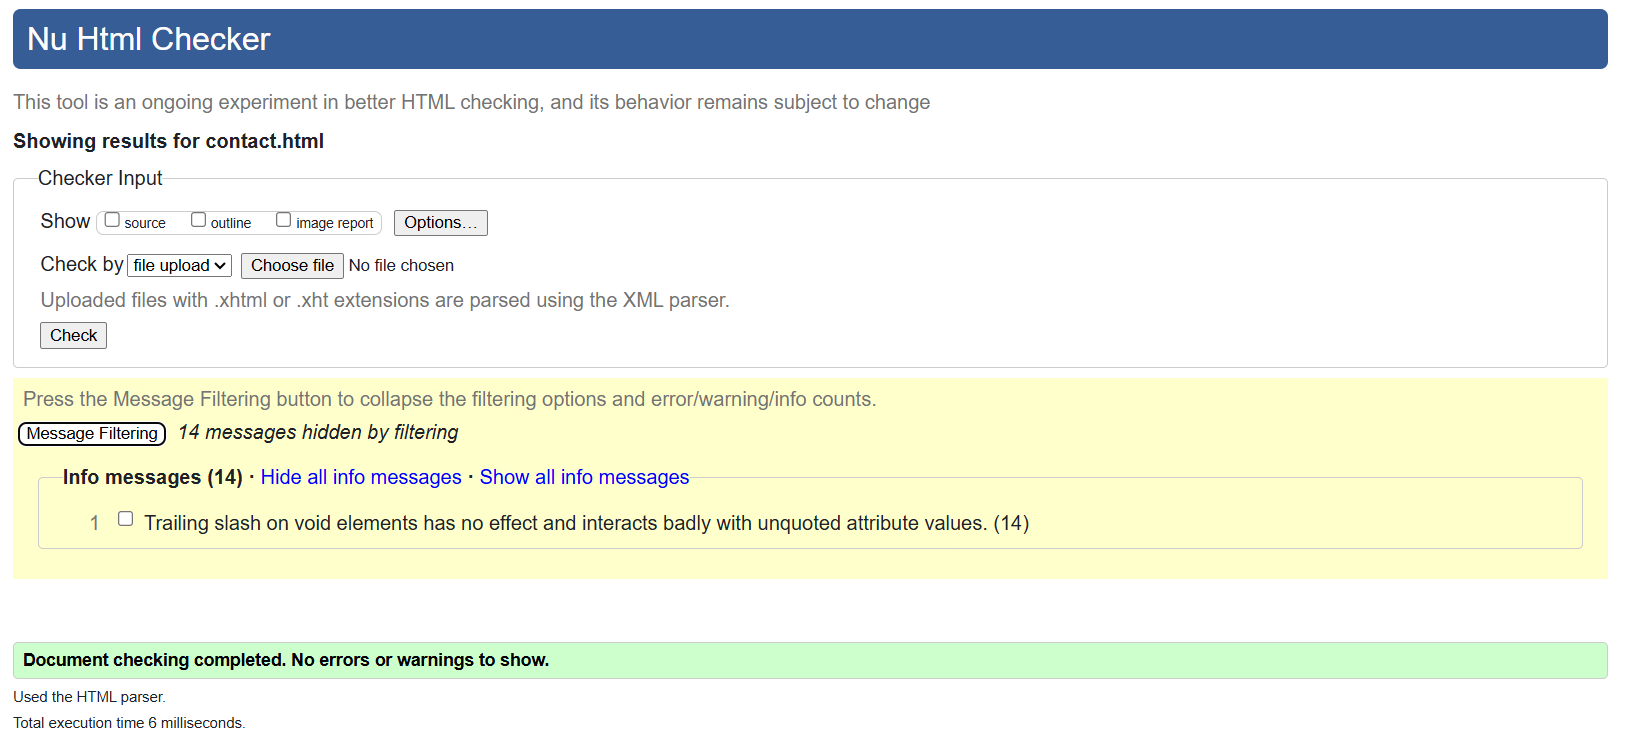 Nu Html Checker
This tool is an ongoing experiment in better HTML checking, and its behavior remains subject to change
Showing results for contact.html
Checker Input
Show source outline image report Options…
Check by file upload Choose file No file chosen
Uploaded files with .xhtml or .xht extensions are parsed using the XML parser.
Check
Press the Message Filtering button to collapse the filtering options and error/warning/info counts.
Message Filtering 14 messages hidden by filtering
Info messages (14) · Hide all info messages · Show all info messages
1 Trailing slash on void elements has no effect and interacts badly with unquoted attribute values. (14)
Document checking completed. No errors or warnings to show.
Used the HTML parser.
Total execution time 6 milliseconds.